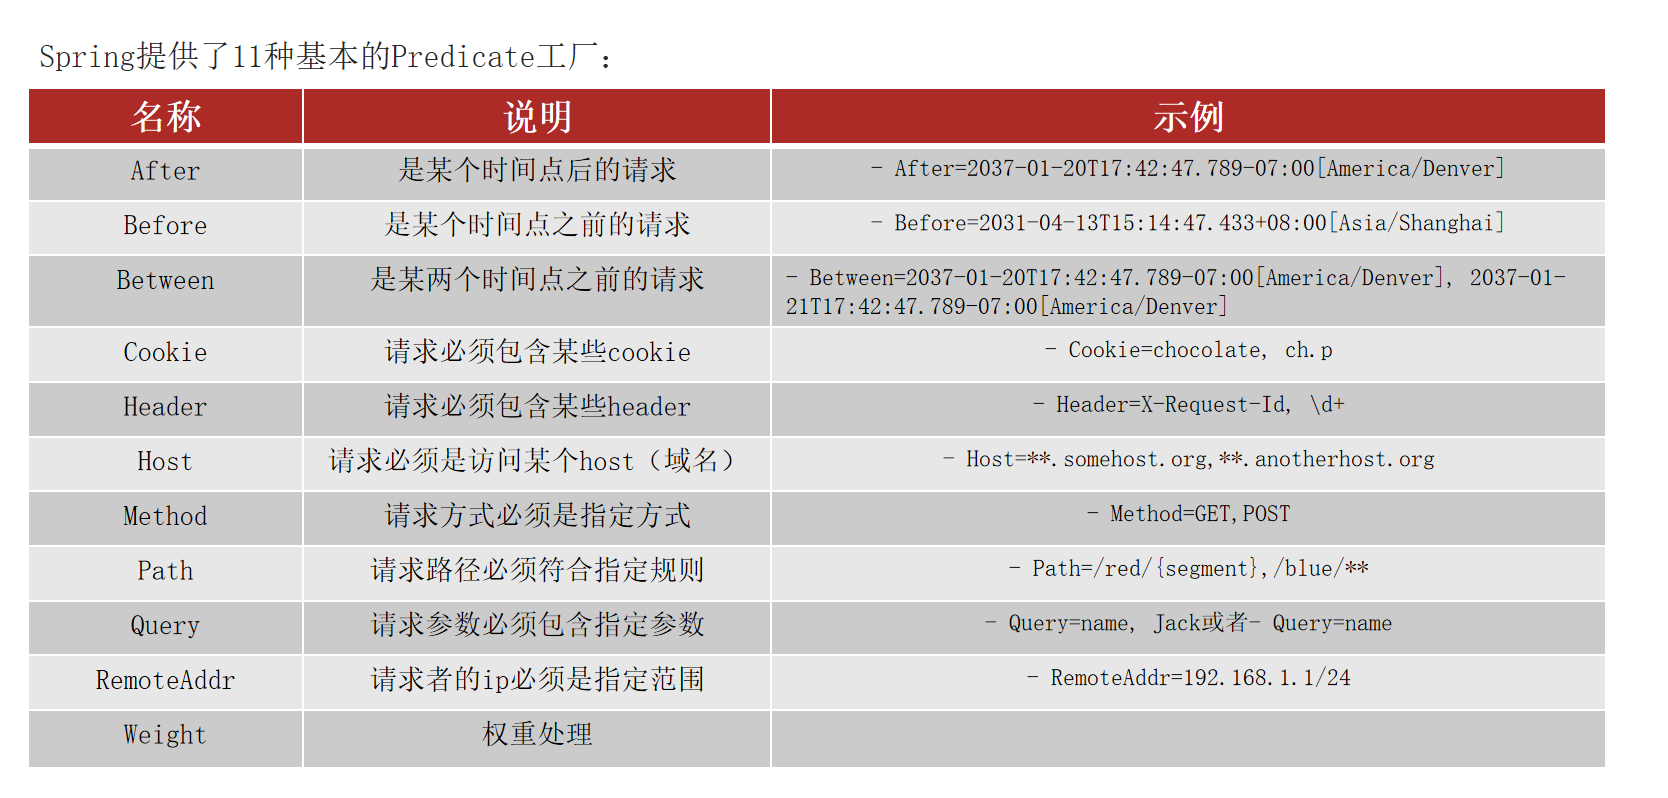 Spring提供了11种基本的Predicate工厂：
名称 说明 示例
After 是某个时间点后的请求 - After=2037-01-20T17:42:47.789-07:00[America/Denver]
Before 是某个时间点之前的请求 - Before=2031-04-13T15:14:47.433+08:00[Asia/Shanghai]
Between 是某两个时间点之前的请求 - Between=2037-01-20T17:42:47.789-07:00[America/Denver], 2037-01-
21T17:42:47.789-07:00[America/Denver]
Cookie 请求必须包含某些cookie - Cookie=chocolate, ch.p
Header 请求必须包含某些header - Header=X-Request-Id, \d+
Host 请求必须是访问某个host（域名） - Host=**.somehost.org,**.anotherhost.org
Method 请求方式必须是指定方式 - Method=GET,POST
Path 请求路径必须符合指定规则 - Path=/red/{segment},/blue/**
Query 请求参数必须包含指定参数 - Query=name, Jack或者- Query=name
RemoteAddr 请求者的ip必须是指定范围 - RemoteAddr=192.168.1.1/24
Weight 权重处理